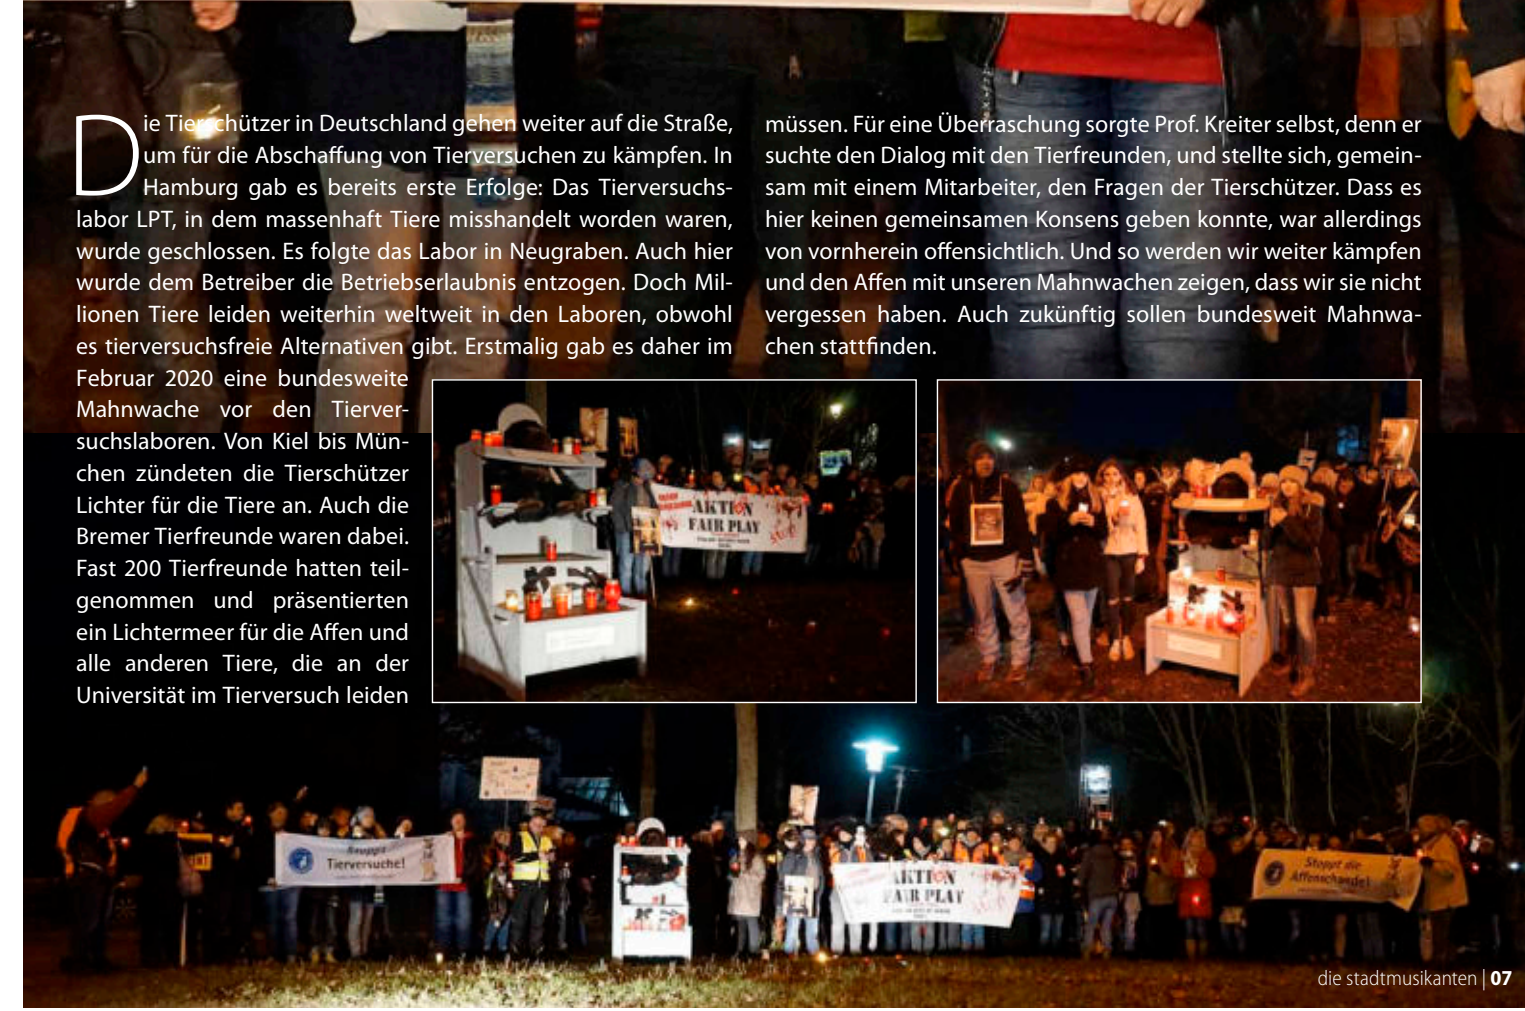 Die Tierschützer in Deutschland gehen weiter auf die Straße,
um für die Abschaffung von Tierversuchen zu kämpfen. In
Hamburg gab es bereits erste Erfolge: Das Tierversuchs-
labor LPT, in dem massenhaft Tiere misshandelt worden waren,
wurde geschlossen. Es folgte das Labor in Neugraben. Auch hier
wurde dem Betreiber die Betriebserlaubnis entzogen. Doch Mil-
lionen Tiere leiden weiterhin weltweit in den Laboren, obwohl
es tierversuchsfreie Alternativen gibt. Erstmalig gab es daher im
Februar 2020 eine bundesweite
Mahnwache vor den Tierver-
suchslaboren. Von Kiel bis Mün-
chen zündeten die Tierschützer
Lichter für die Tiere an. Auch die
Bremer Tierfreunde waren dabei.
Fast 200 Tierfreunde hatten teil-
genommen und präsentierten
ein Lichtermeer für die Affen und
alle anderen Tiere, die an der
Universität im Tierversuch leiden
müssen. Für eine Überraschung sorgte Prof. Kreiter selbst, denn er
suchte den Dialog mit den Tierfreunden, und stellte sich, gemein-
sam mit einem Mitarbeiter, den Fragen der Tierschützer. Dass es
hier keinen gemeinsamen Konsens geben konnte, war allerdings
von vornherein offensichtlich. Und so werden wir weiter kämpfen
und den Affen mit unseren Mahnwachen zeigen, dass wir sie nicht
vergessen haben. Auch zukünftig sollen bundesweit Mahnwa-
chen stattfinden.
AKTION
FAIR PLAY
STOP
Stoppt
Tierversuche!
AKTION
FAIR PLAY
STOP
Stoppt die
Affenschande!
die stadtmusikanten | 07